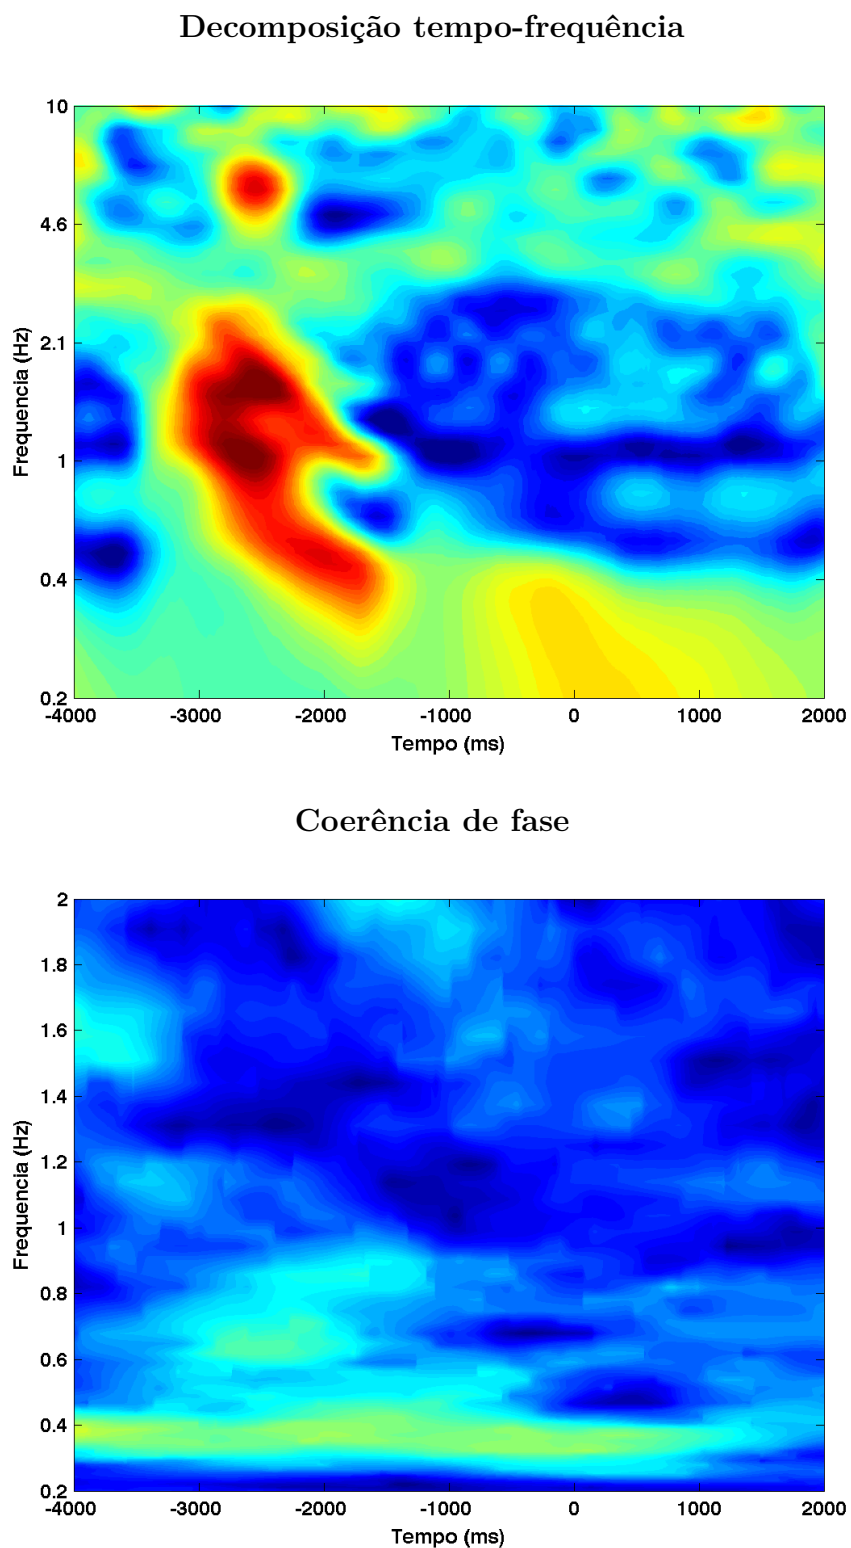 Decomposição tempo-frequência
10
4.6
2.1
1
0.4
0.2
Frequencia (Hz)
-4000 -3000 -2000 -1000 0 1000 2000
Tempo (ms)
Coerência de fase
2
1.8
1.6
1.4
1.2
1
0.8
0.6
0.4
0.2
Frequencia (Hz)
-4000 -3000 -2000 -1000 0 1000 2000
Tempo (ms)